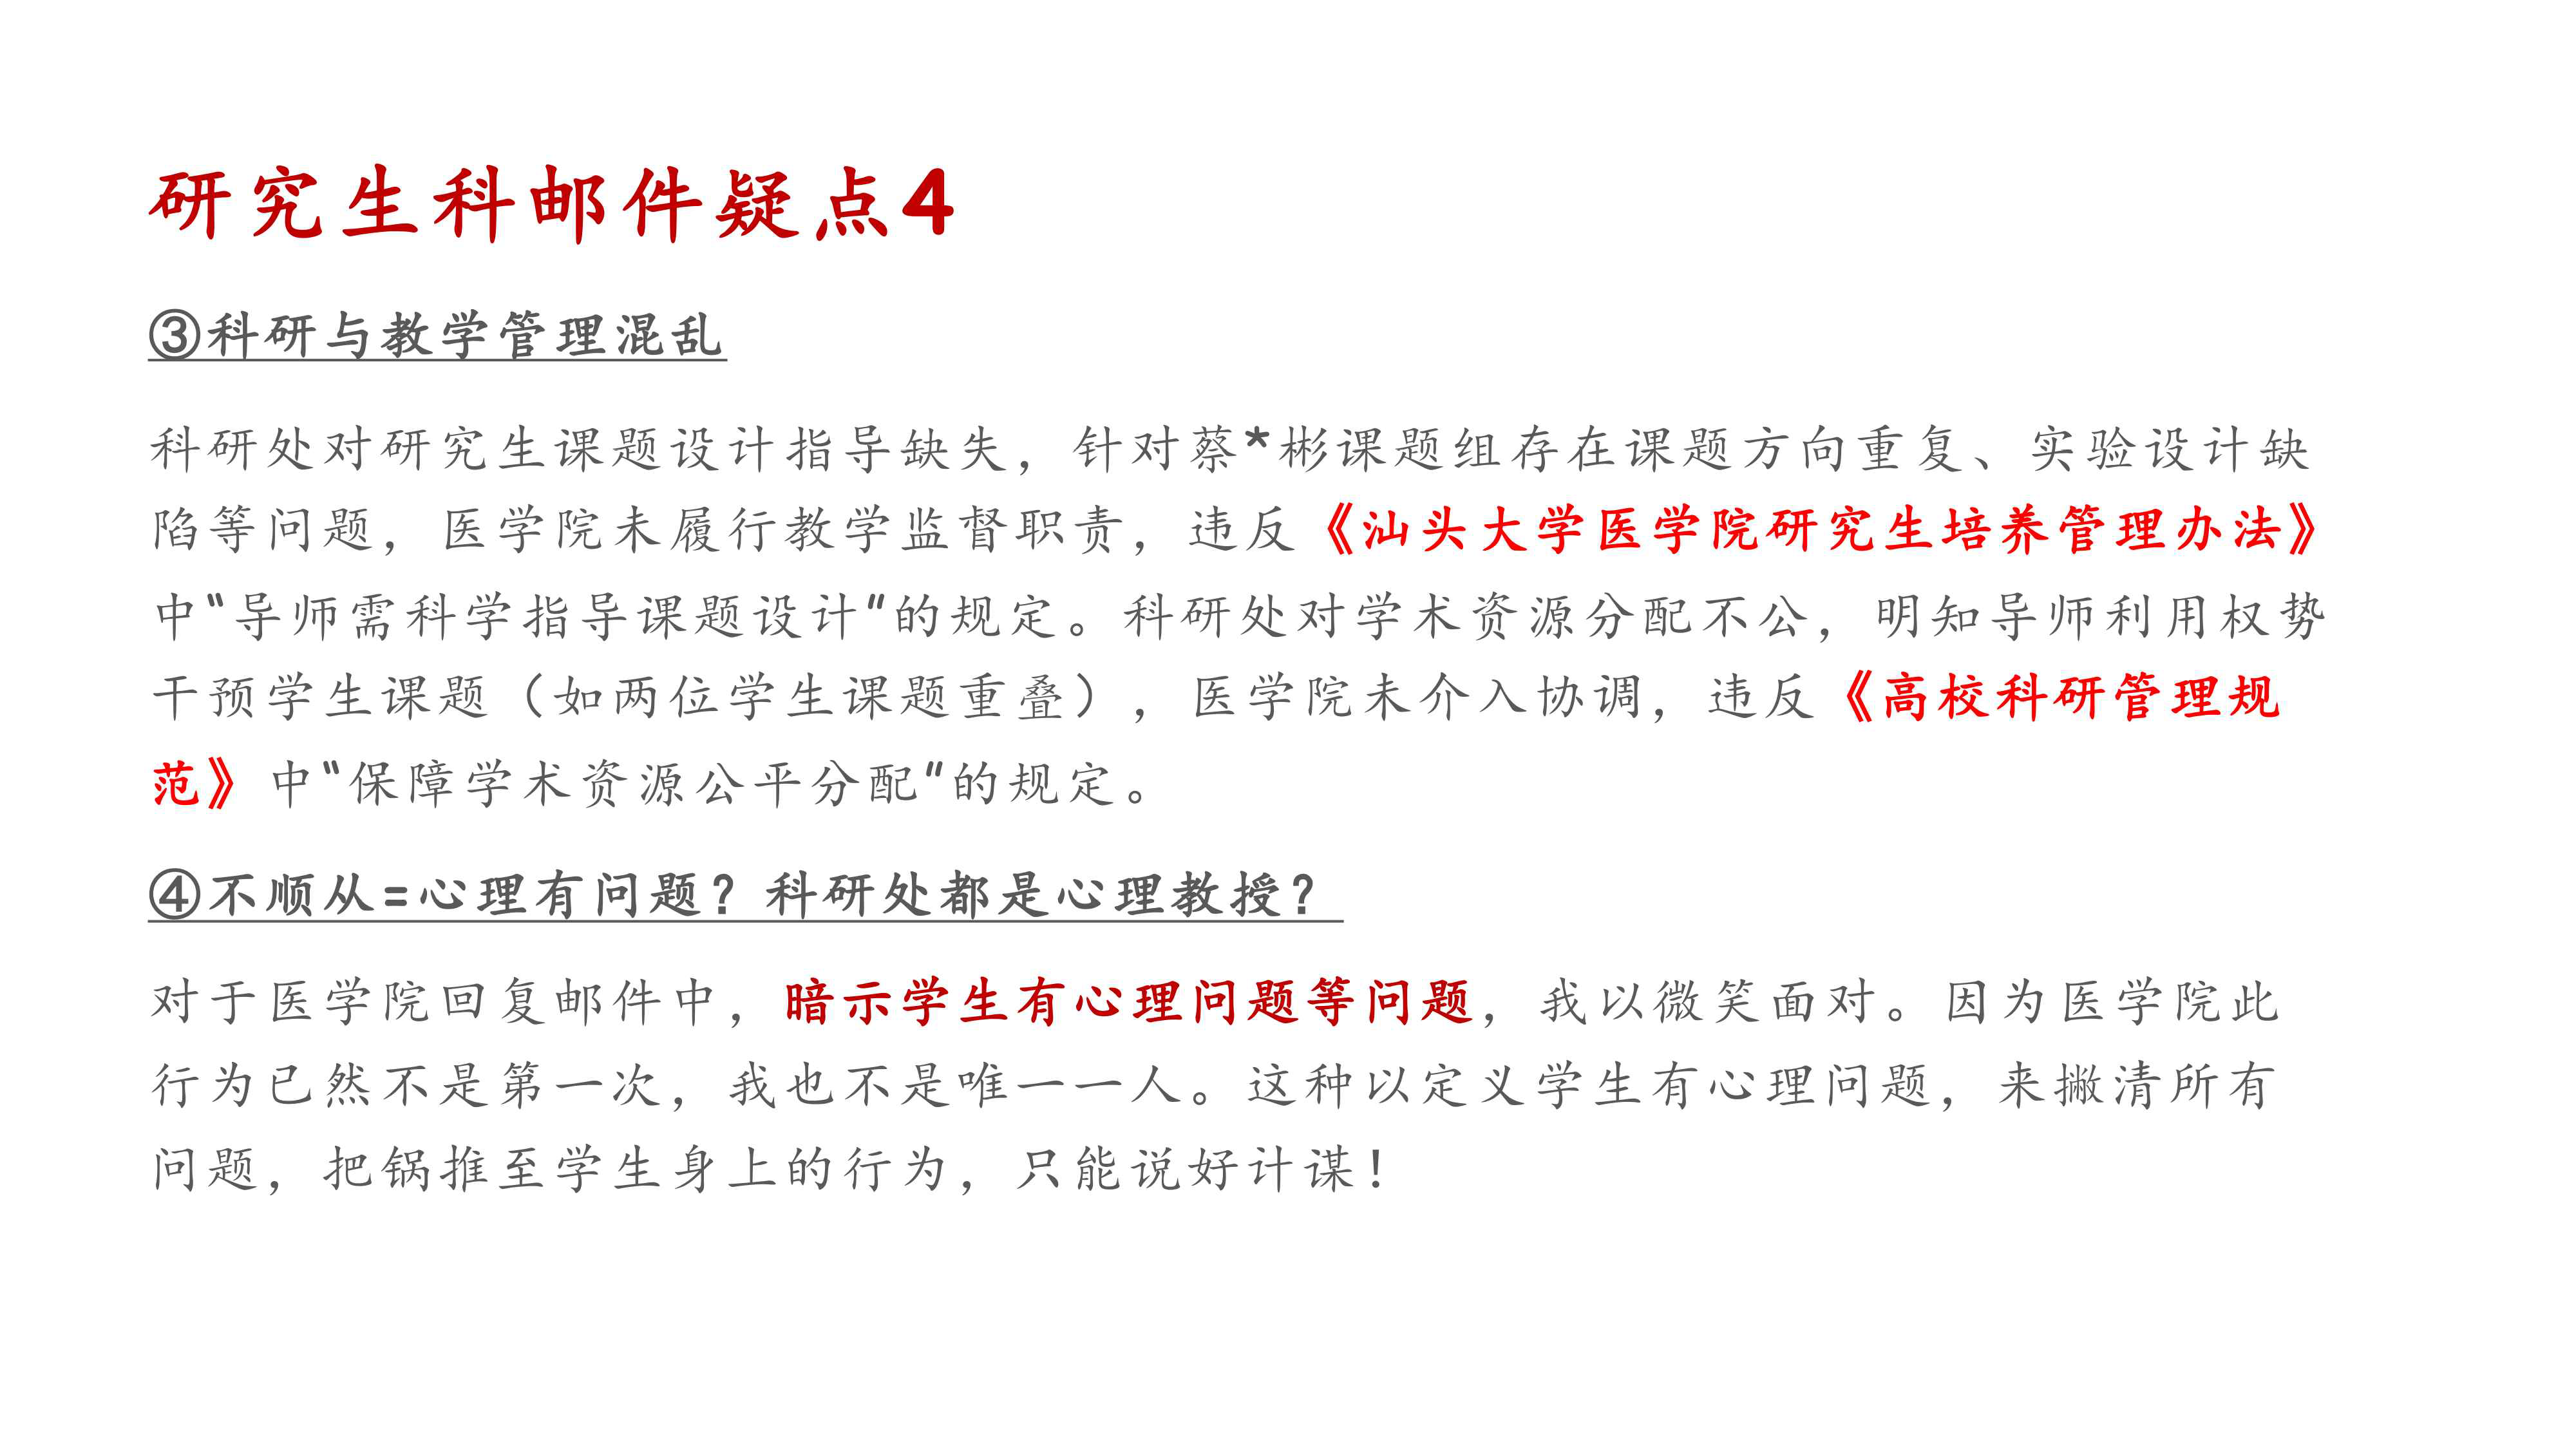 研究生科邮件疑点4
③科研与教学管理混乱
科研处对研究生课题设计指导缺失，针对蔡*彬课题组存在课题方向重复、实验设计缺
陷等问题，医学院未履行教学监督职责，违反《汕头大学医学院研究生培养管理办法》
中“导师需科学指导课题设计”的规定。科研处对学术资源分配不公，明知导师利用权势
干预学生课题（如两位学生课题重叠），医学院未介入协调，违反《高校科研管理规
范》中“保障学术资源公平分配”的规定。
④不顺从=心理有问题？科研处都是心理教授？
对于医学院回复邮件中，暗示学生有心理问题等问题，我以微笑面对。因为医学院此
行为已然不是第一次，我也不是唯一一人。这种以定义学生有心理问题，来撇清所有
问题，把锅推至学生身上的行为，只能说好计谋！